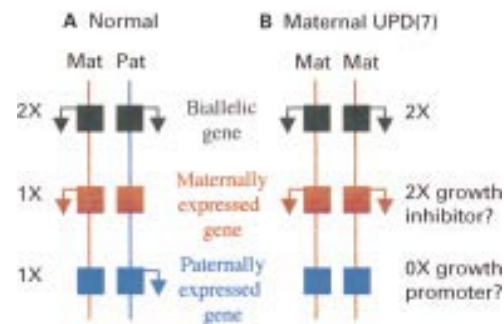 A Normal
B Maternal UPD(7)
Mat Pat
Mat Mat
2X
Biallelic
gene
2X
1X
Maternally
expressed
gene
2X growth
inhibitor?
1X
Paternally
expressed
gene
0X growth
promoter?